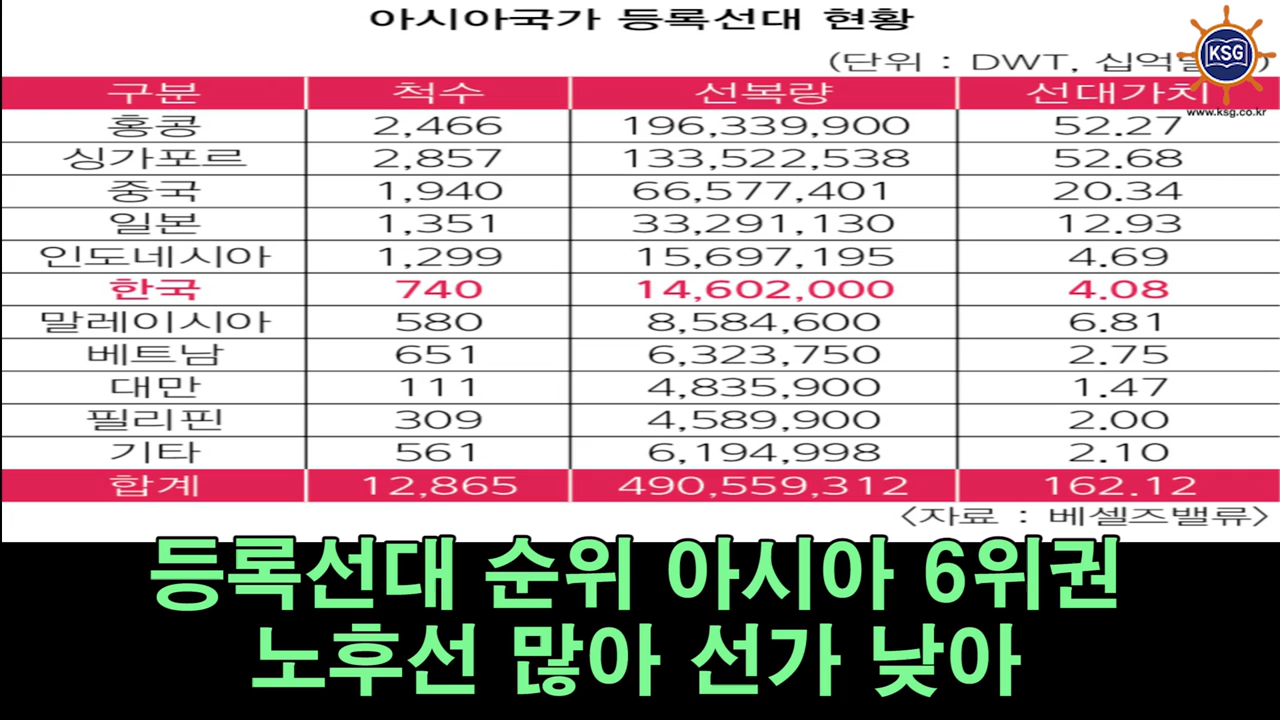 아시아국가 등록선대 현황
(단위 : DWT, 십억
KSG
www.ksg.co.kr
구분 척수 선복량 선대가치
홍콩 2,466 196,339,900 52.27
싱가포르 2,857 133,522,538 52.68
중국 1,940 66,577,401 20.34
일본 1,351 33,291,130 12.93
인도네시아 1,299 15,697,195 4.69
한국 740 14,602,000 4.08
말레이시아 580 8,584,600 6.81
베트남 651 6,323,750 2.75
대만 111 4,835,900 1.47
필리핀 309 4,589,900 2.00
기타 561 6,194,998 2.10
합계 12,865 490,559,312 162.12
<자료 : 베셀즈밸류>
등록선대 순위 아시아 6위권
노후선 많아 선가 낮아